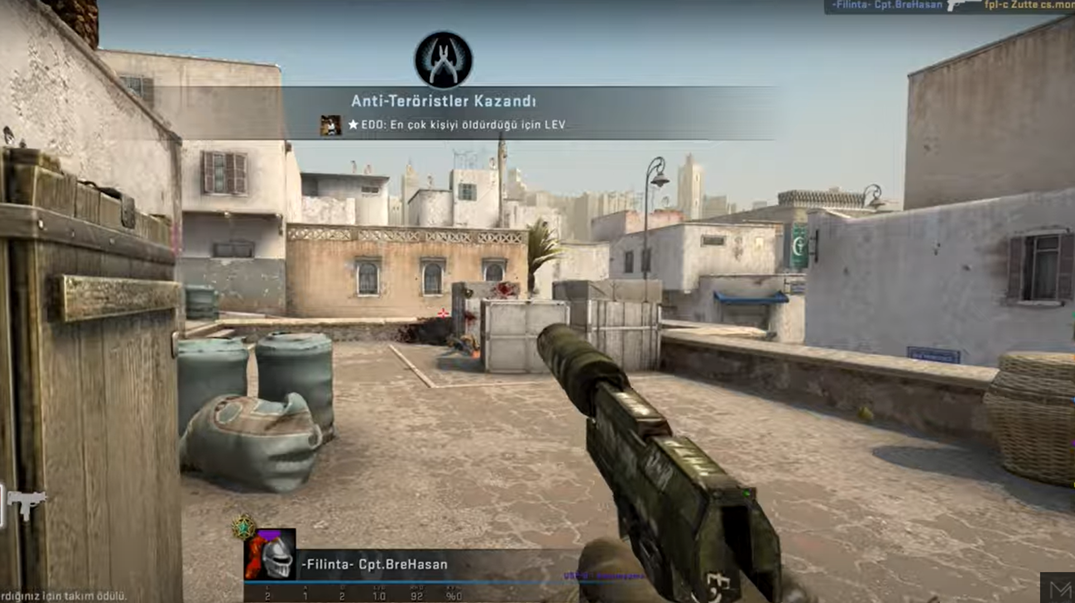 -Filinta- Cpt.BreHasan fpl-c Zutte cs.mor
Anti-Teröristler Kazandı
★ EDO: En çok kişiyi öldürdüğü için LEV
-Filinta- Cpt.BreHasan
2 1 2 1.0 92 %0
rdiğiniz için takım ödülü.